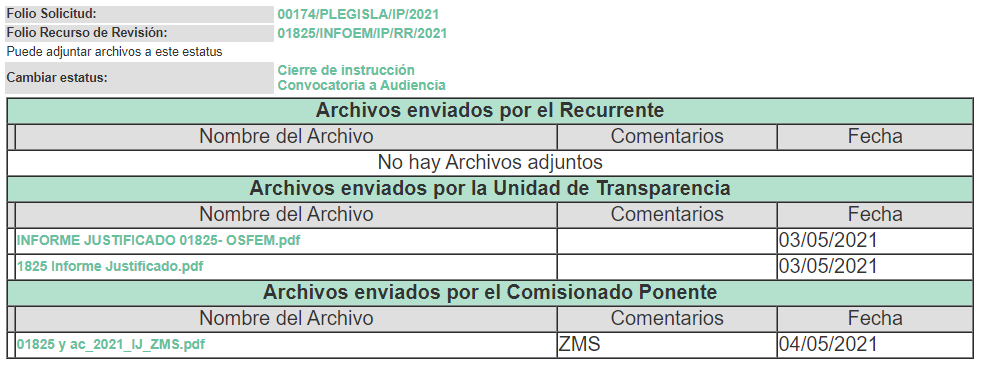 Folio Solicitud: 00174/PLEGISLA/IP/2021
Folio Recurso de Revisión: 01825/INFOEM/IP/RR/2021
Puede adjuntar archivos a este estatus
Cambiar estatus: Cierre de instrucción
Convocatoria a Audiencia
Archivos enviados por el Recurrente
Nombre del Archivo Comentarios Fecha
No hay Archivos adjuntos
Archivos enviados por la Unidad de Transparencia
Nombre del Archivo Comentarios Fecha
INFORME JUSTIFICADO 01825- OSFEM.pdf 03/05/2021
1825 Informe Justificado.pdf 03/05/2021
Archivos enviados por el Comisionado Ponente
Nombre del Archivo Comentarios Fecha
01825 y ac_2021_IJ_ZMS.pdf ZMS 04/05/2021